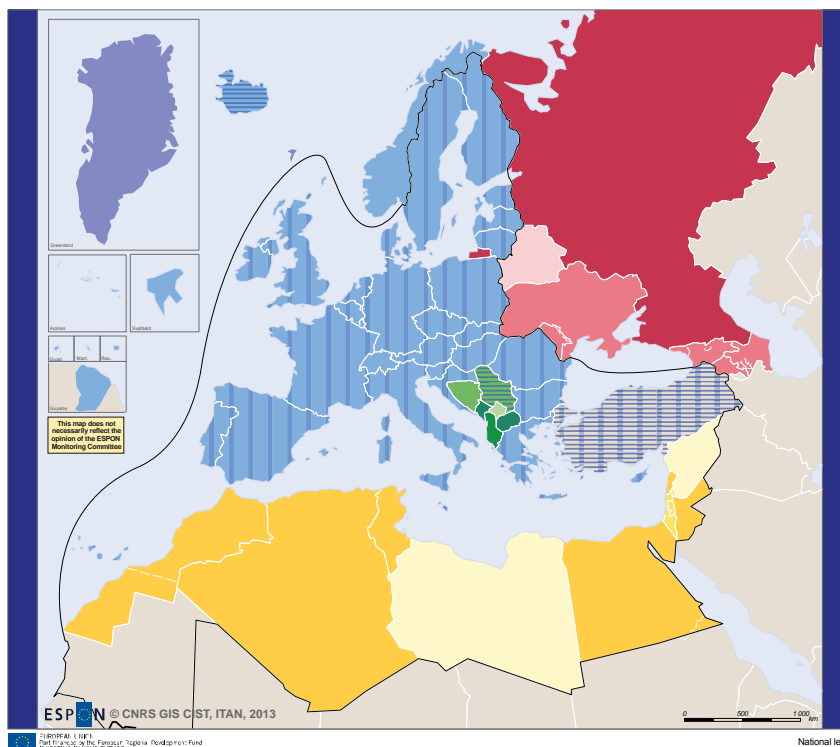 Greenland
Acores
Svalbard
Guad.
Mart.
Reu.
Guyane
This map does not
necessarily reflect the
opinion of the ESPON
Monitoring Committee
ESPON © CNRS GIS CIST, ITAN, 2013
0 500 1 000
km
EUROPEAN UNION
Part-financed by the European Regional Development Fund
National le